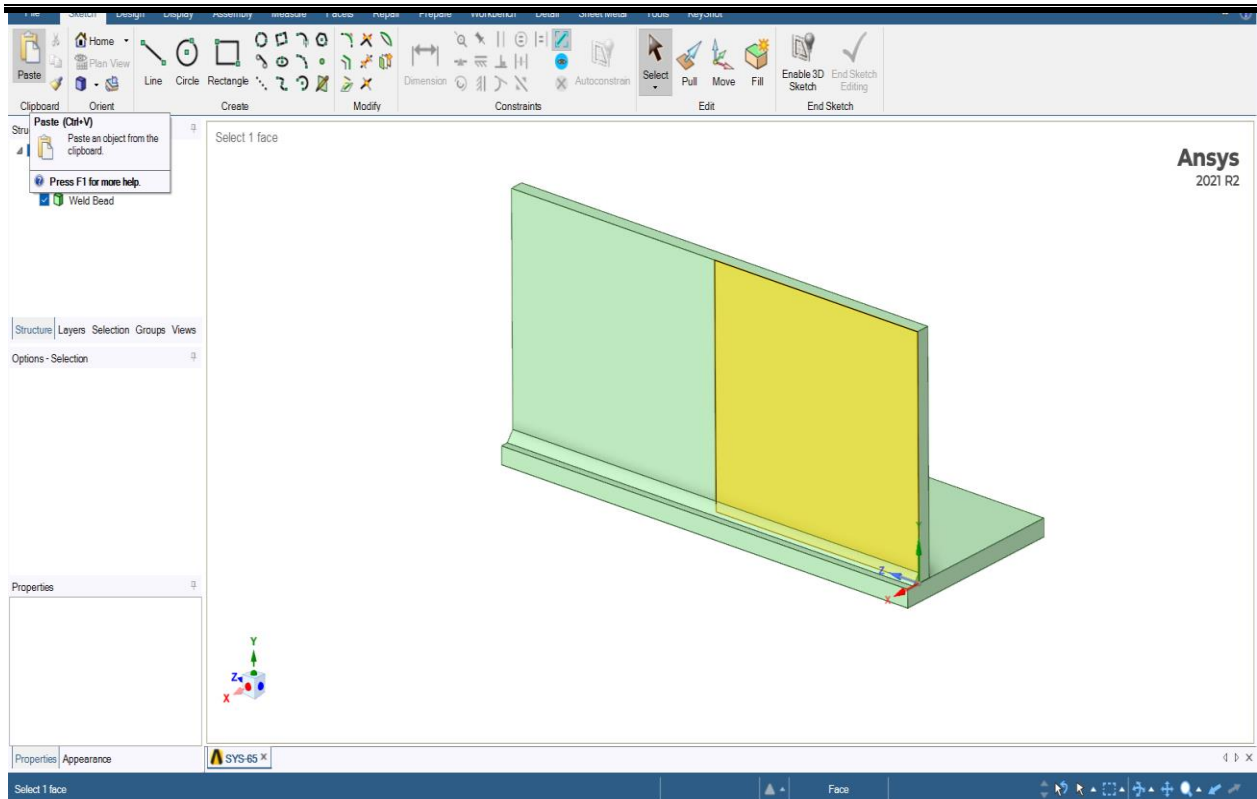 File Sketch Design Display Assembly Measure Facets Repair Prepare Workbench Detail Sheet Metal Tools KeyShot
Home
Plan View
Paste
Line Circle Rectangle
Dimension
Autoconstrain
Select Pull Move Fill
Enable 3D Sketch
End Sketch Editing
Clipboard Orient Create Modify Constraints Edit End Sketch
Stru
Paste (Ctrl+V)
Paste an object from the
clipboard.
Press F1 for more help.
Weld Bead
Select 1 face
Ansys
2021 R2
Structure Layers Selection Groups Views
Options - Selection
Properties
Y
Z
X
Y
Z
X
Properties Appearance
SYS-65
Select 1 face
Face